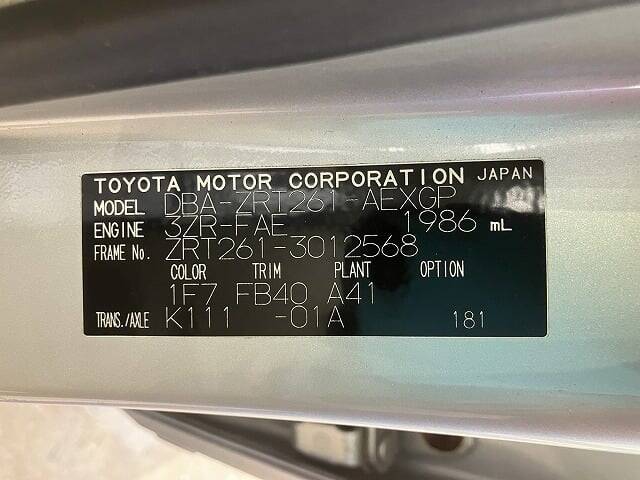 TOYOTA MOTOR CORPORATION JAPAN
MODEL DBA-ZRT261-AEXGP
ENGINE 3ZR-FAE 1986 mL
FRAME No. ZRT261-3012568
COLOR TRIM PLANT OPTION
1F7 FB40 A41
TRANS./AXLE K111 -01A 181